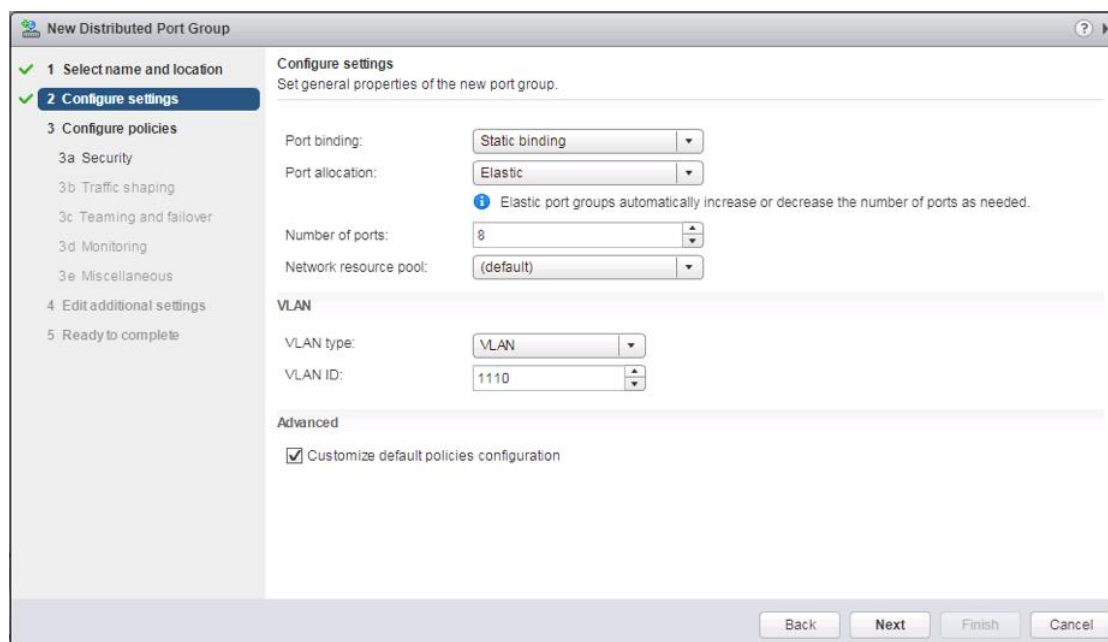 New Distributed Port Group
?
1 Select name and location
2 Configure settings
3 Configure policies
3a Security
3b Traffic shaping
3c Teaming and failover
3d Monitoring
3e Miscellaneous
4 Edit additional settings
5 Ready to complete
Configure settings
Set general properties of the new port group.
Port binding: Static binding
Port allocation: Elastic
Elastic port groups automatically increase or decrease the number of ports as needed.
Number of ports: 8
Network resource pool: (default)
VLAN
VLAN type: VLAN
VLAN ID: 1110
Advanced
Customize default policies configuration
Back Next Finish Cancel